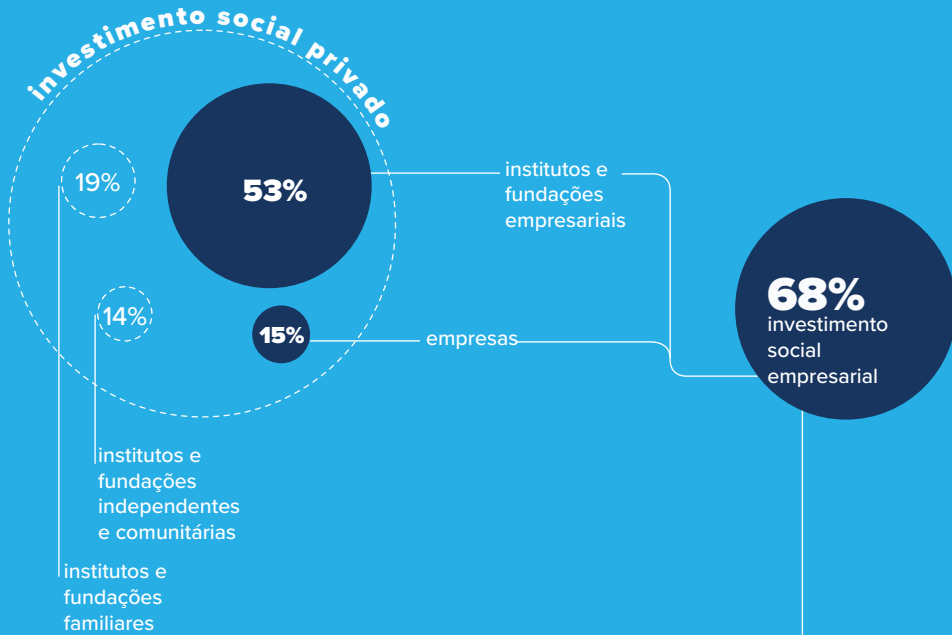 investimento social privado
19%
53%
14%
15%
institutos e
fundações
empresariais
empresas
68%
investimento
social
empresarial
institutos e
fundações
independentes
e comunitárias
institutos e
fundações
familiares